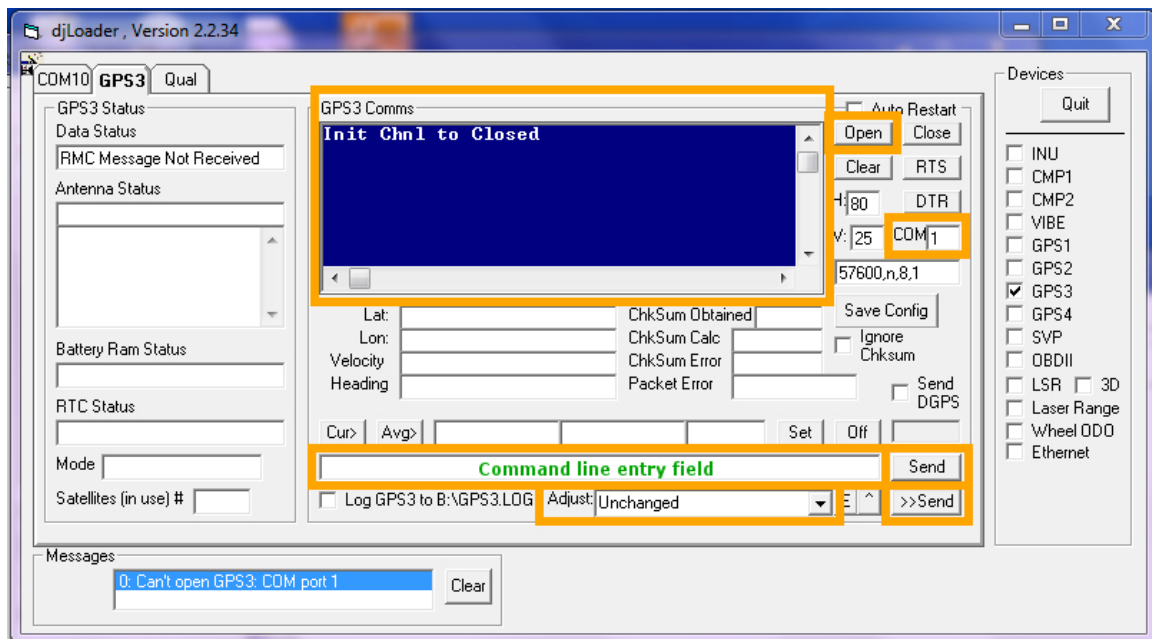 djLoader , Version 2.2.34
COM10 GPS3 Qual
GPS3 Status
Data Status
RMC Message Not Received
Antenna Status
Battery Ram Status
RTC Status
Mode
Satellites (in use) #
GPS3 Comms
Init Chnl to Closed
Auto Restart
Open Close
Clear RTS
H: 80 DTR
V: 25 COM 1
57600,n,8,1
Save Config
Ignore
Chksum
Send
DGPS
Lat:
Lon:
Velocity
Heading
ChkSum Obtained
ChkSum Calc
ChkSum Error
Packet Error
Cur> Avg> Set Off
Command line entry field Send
Log GPS3 to B:\GPS3.LOG Adjust: Unchanged E ^ >>Send
Devices
Quit
INU
CMP1
CMP2
VIBE
GPS1
GPS2
GPS3
GPS4
SVP
OBDII
LSR 3D
Laser Range
Wheel ODO
Ethernet
Messages
0: Can't open GPS3: COM port 1
Clear